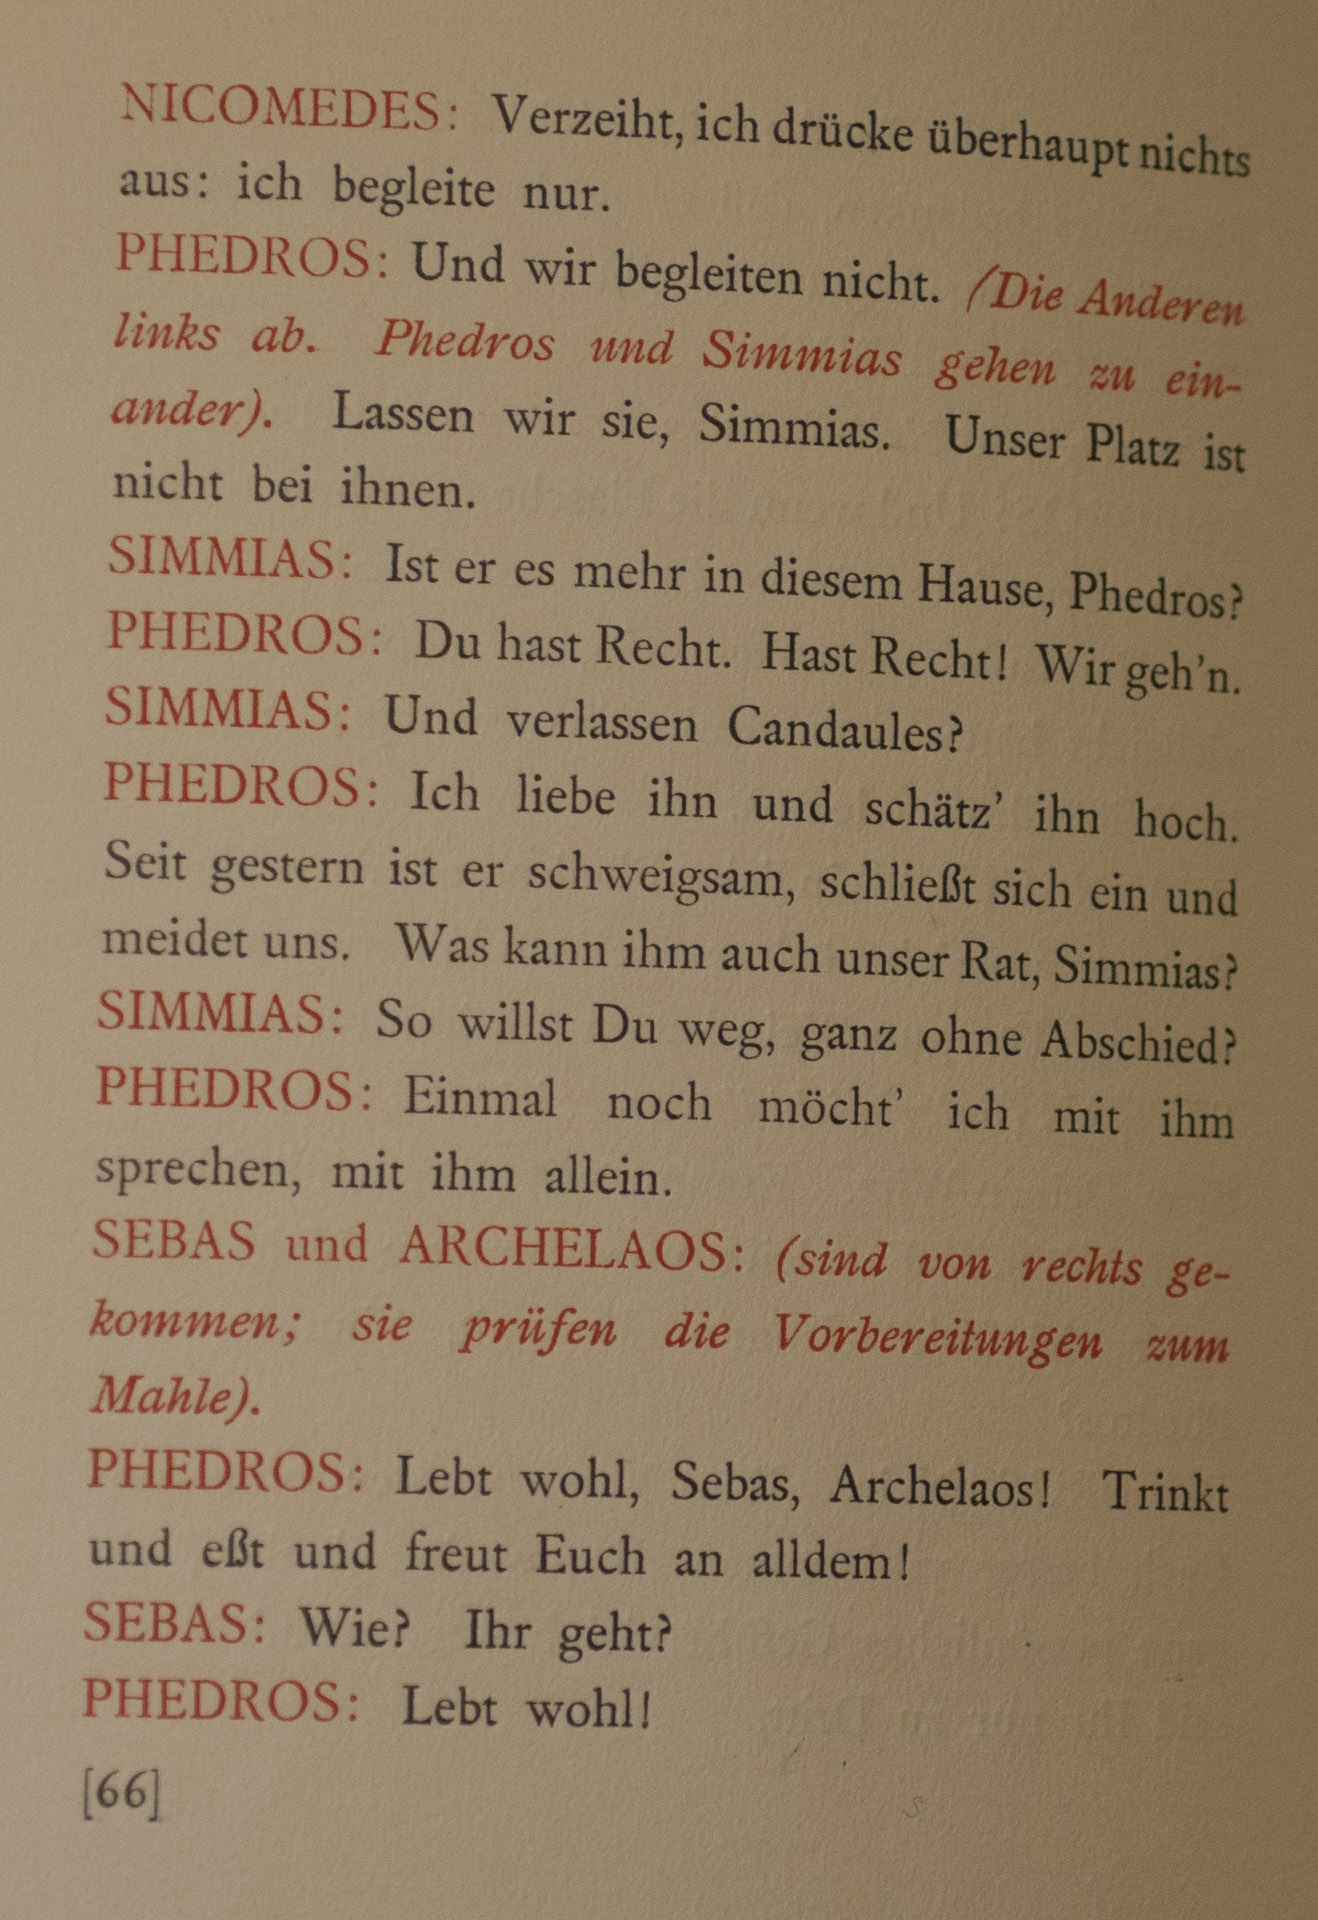 NICOMEDES: Verzeiht, ich drücke überhaupt nichts
aus: ich begleite nur.
PHEDROS: Und wir begleiten nicht. (Die Anderen
links ab. Phedros und Simmias gehen zu ein-
ander). Lassen wir sie, Simmias. Unser Platz ist
nicht bei ihnen.
SIMMIAS: Ist er es mehr in diesem Hause, Phedros?
PHEDROS: Du hast Recht. Hast Recht! Wir geh’n.
SIMMIAS: Und verlassen Candaules?
PHEDROS: Ich liebe ihn und schätz’ ihn hoch.
Seit gestern ist er schweigsam, schließt sich ein und
meidet uns. Was kann ihm auch unser Rat, Simmias?
SIMMIAS: So willst Du weg, ganz ohne Abschied?
PHEDROS: Einmal noch möcht’ ich mit ihm
sprechen, mit ihm allein.
SEBAS und ARCHELAOS: (sind von rechts ge-
kommen; sie prüfen die Vorbereitungen zum
Mahle).
PHEDROS: Lebt wohl, Sebas, Archelaos! Trinkt
und eßt und freut Euch an alldem!
SEBAS: Wie? Ihr geht?
PHEDROS: Lebt wohl!
[66]